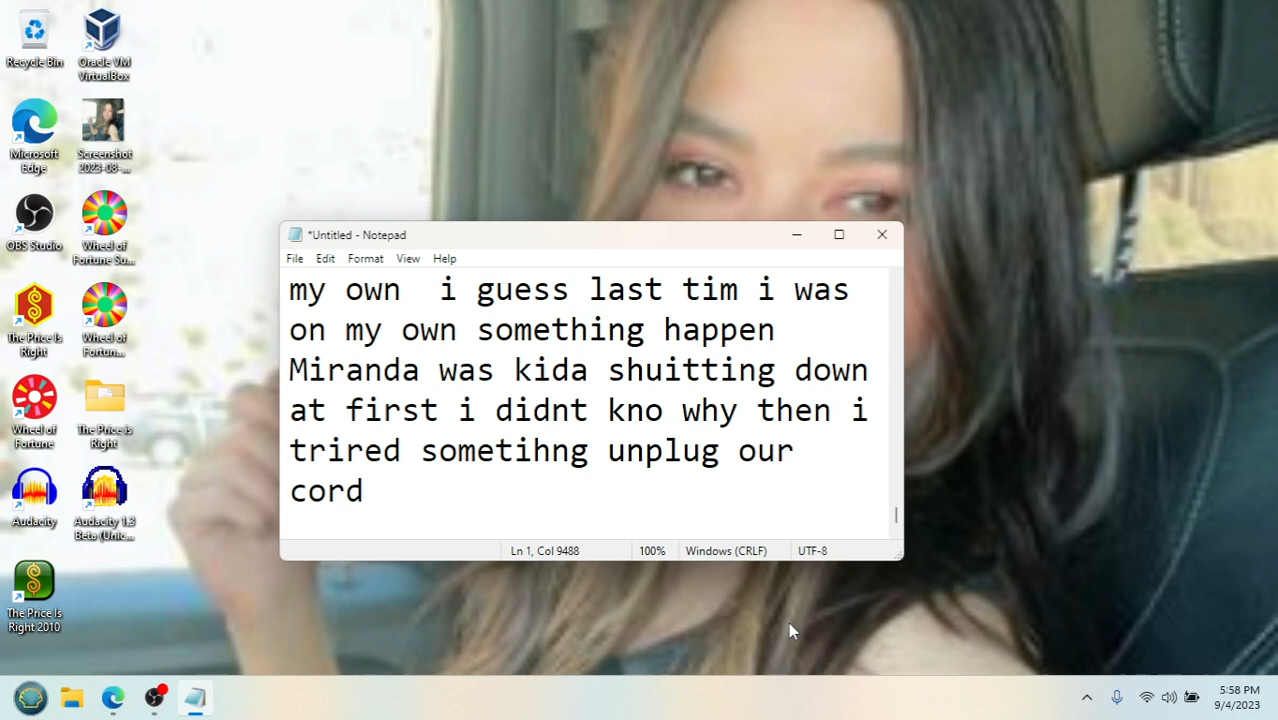 Recycle Bin
Oracle VM
VirtualBox
Microsoft
Edge
Screenshot
2023-08-...
OBS Studio
Wheel of
Fortune Su...
The Price Is
Right
Wheel of
Fortun...
Wheel of
Fortune
The Price is
Right
Audacity
Audacity 1.3
Beta (Unic...
The Price Is
Right 2010
*Untitled - Notepad
File Edit Format View Help
my own  i guess last tim i was
on my own something happen
Miranda was kida shuitting down
at first i didnt kno why then i
trired sometihng unplug our
cord
Ln 1, Col 9488 100% Windows (CRLF) UTF-8
5:58 PM
9/4/2023